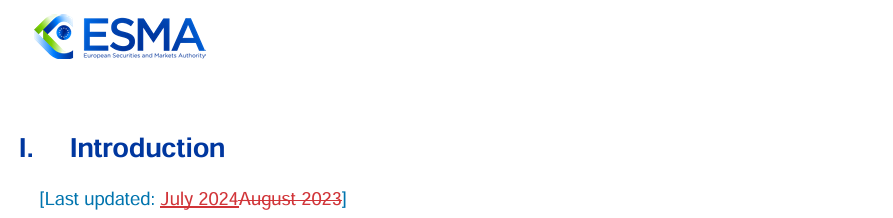 ESMA
European Securities and Markets Authority
I. Introduction
[Last updated: July 2024August 2023]